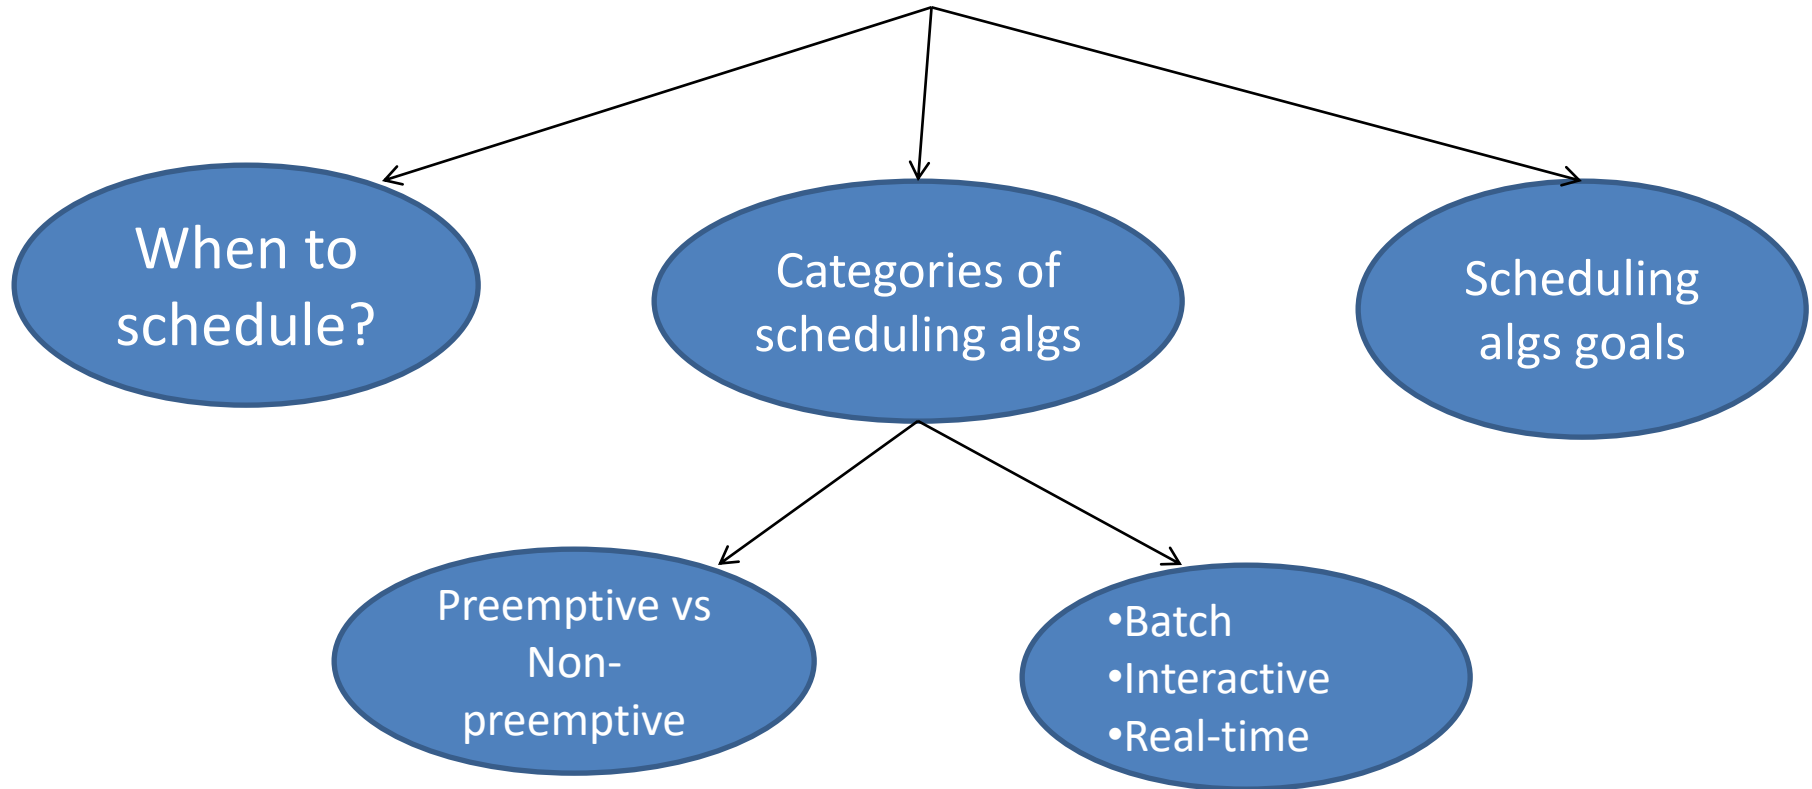 When to
schedule?
Categories of
scheduling algs
Scheduling
algs goals
Preemptive vs
Non-
preemptive
•Batch
•Interactive
•Real-time